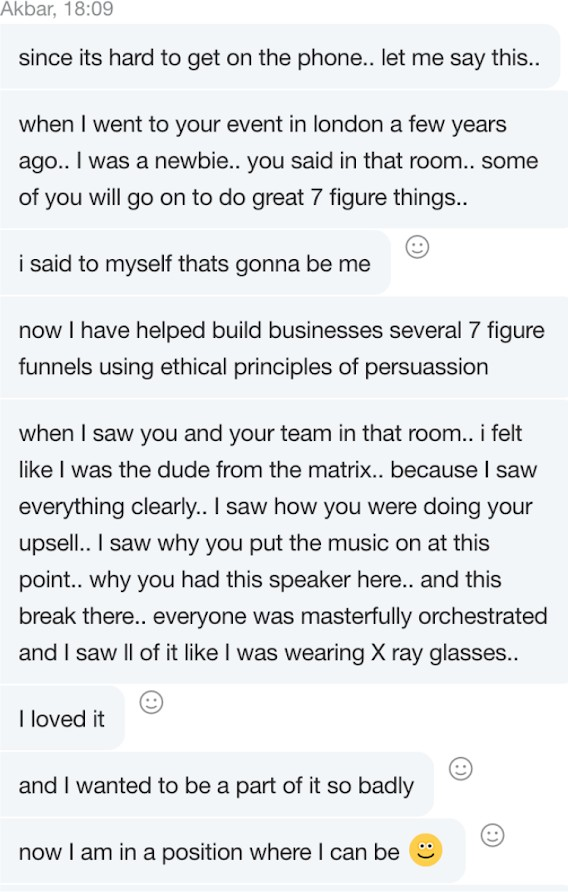 Akbar, 18:09
since its hard to get on the phone.. let me say this..
when I went to your event in london a few years
ago.. I was a newbie.. you said in that room.. some
of you will go on to do great 7 figure things..
i said to myself thats gonna be me
now I have helped build businesses several 7 figure
funnels using ethical principles of persuassion
when I saw you and your team in that room.. i felt
like I was the dude from the matrix.. because I saw
everything clearly.. I saw how you were doing your
upsell.. I saw why you put the music on at this
point.. why you had this speaker here.. and this
break there.. everyone was masterfully orchestrated
and I saw ll of it like I was wearing X ray glasses..
I loved it
and I wanted to be a part of it so badly
now I am in a position where I can be 🙂